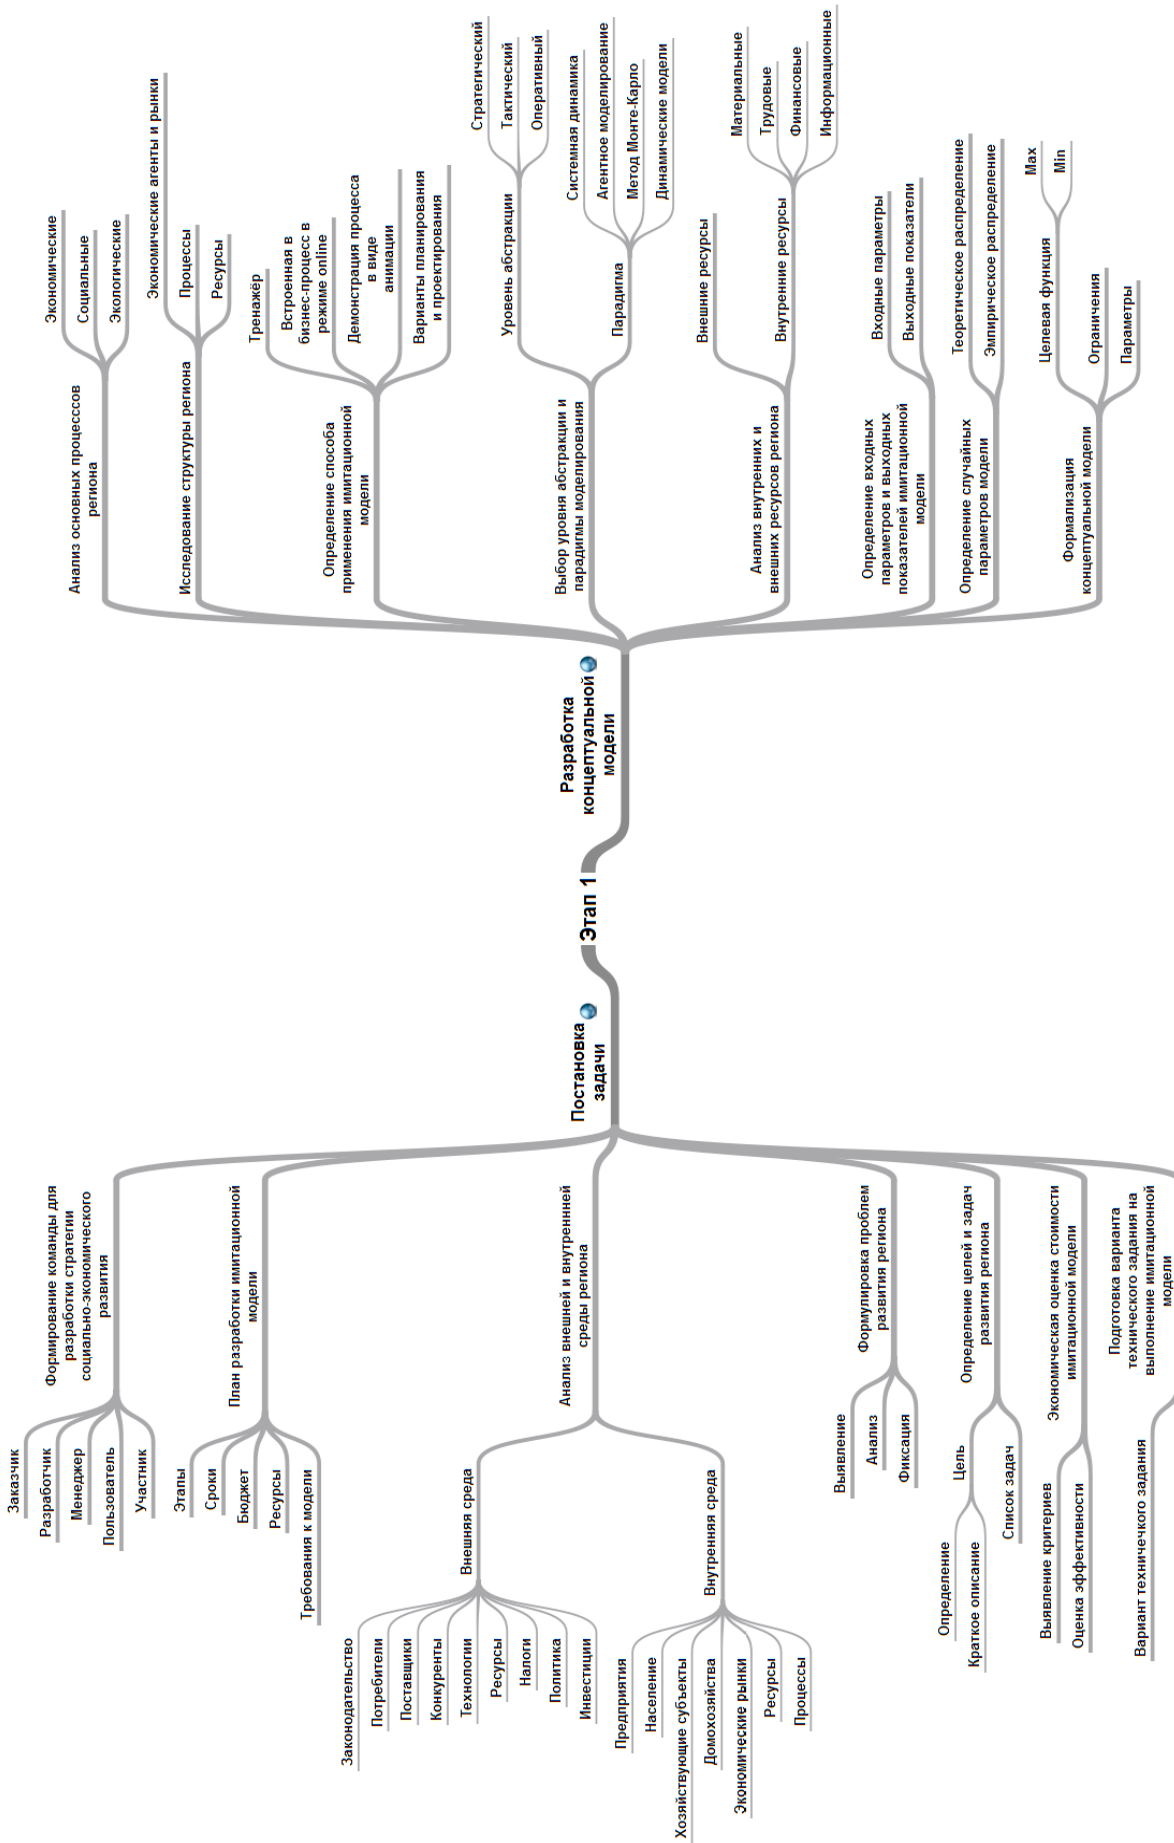 Этап 1
Постановка
задачи
Формирование команды для
разработки стратегии
социально-экономического
развития
Заказчик
Разработчик
Менеджер
Пользователь
Участник
План разработки имитационной
модели
Этапы
Сроки
Бюджет
Ресурсы
Требования к модели
Анализ внешней и внутреннней
среды региона
Внешняя среда
Законодательство
Потребители
Поставщики
Конкуренты
Технологии
Ресурсы
Налоги
Политика
Инвестиции
Внутренняя среда
Предприятия
Население
Хозяйствующие субъекты
Домохозяйства
Экономические рынки
Ресурсы
Процессы
Формулировка проблем
развития региона
Выявление
Анализ
Фиксация
Определение целей и задач
развития региона
Цель
Определение
Краткое описание
Список задач
Экономическая оценка стоимости
имитационной модели
Выявление критериев
Оценка эффективности
Подготовка варианта
технического задания на
выполнение имитационной
модели
Вариант техничечкого задания
Разработка
концептуальной
модели
Анализ основных процесссов
региона
Экономические
Социальные
Экологические
Исследование структуры региона
Экономические агенты и рынки
Процессы
Ресурсы
Определение способа
применения имитационной
модели
Тренажёр
Встроенная в
бизнес-процесс в
режиме online
Демонстрация процесса
в виде
анимации
Варианты планирования
и проектирования
Выбор уровня абстракции и
парадигмы моделирования
Уровень абстракции
Стратегический
Тактический
Оперативный
Парадигма
Системная динамика
Агентное моделирование
Метод Монте-Карло
Динамические модели
Анализ внутренних и
внешних ресурсов региона
Внешние ресурсы
Внутренние ресурсы
Материальные
Трудовые
Финансовые
Информационные
Определение входных
параметров и выходных
показателей имитационной
модели
Входные параметры
Выходные показатели
Определение случайных
параметров модели
Теоретическое распределение
Эмпирическое распределение
Формализация
концептуальной модели
Целевая функция
Max
Min
Ограничения
Параметры